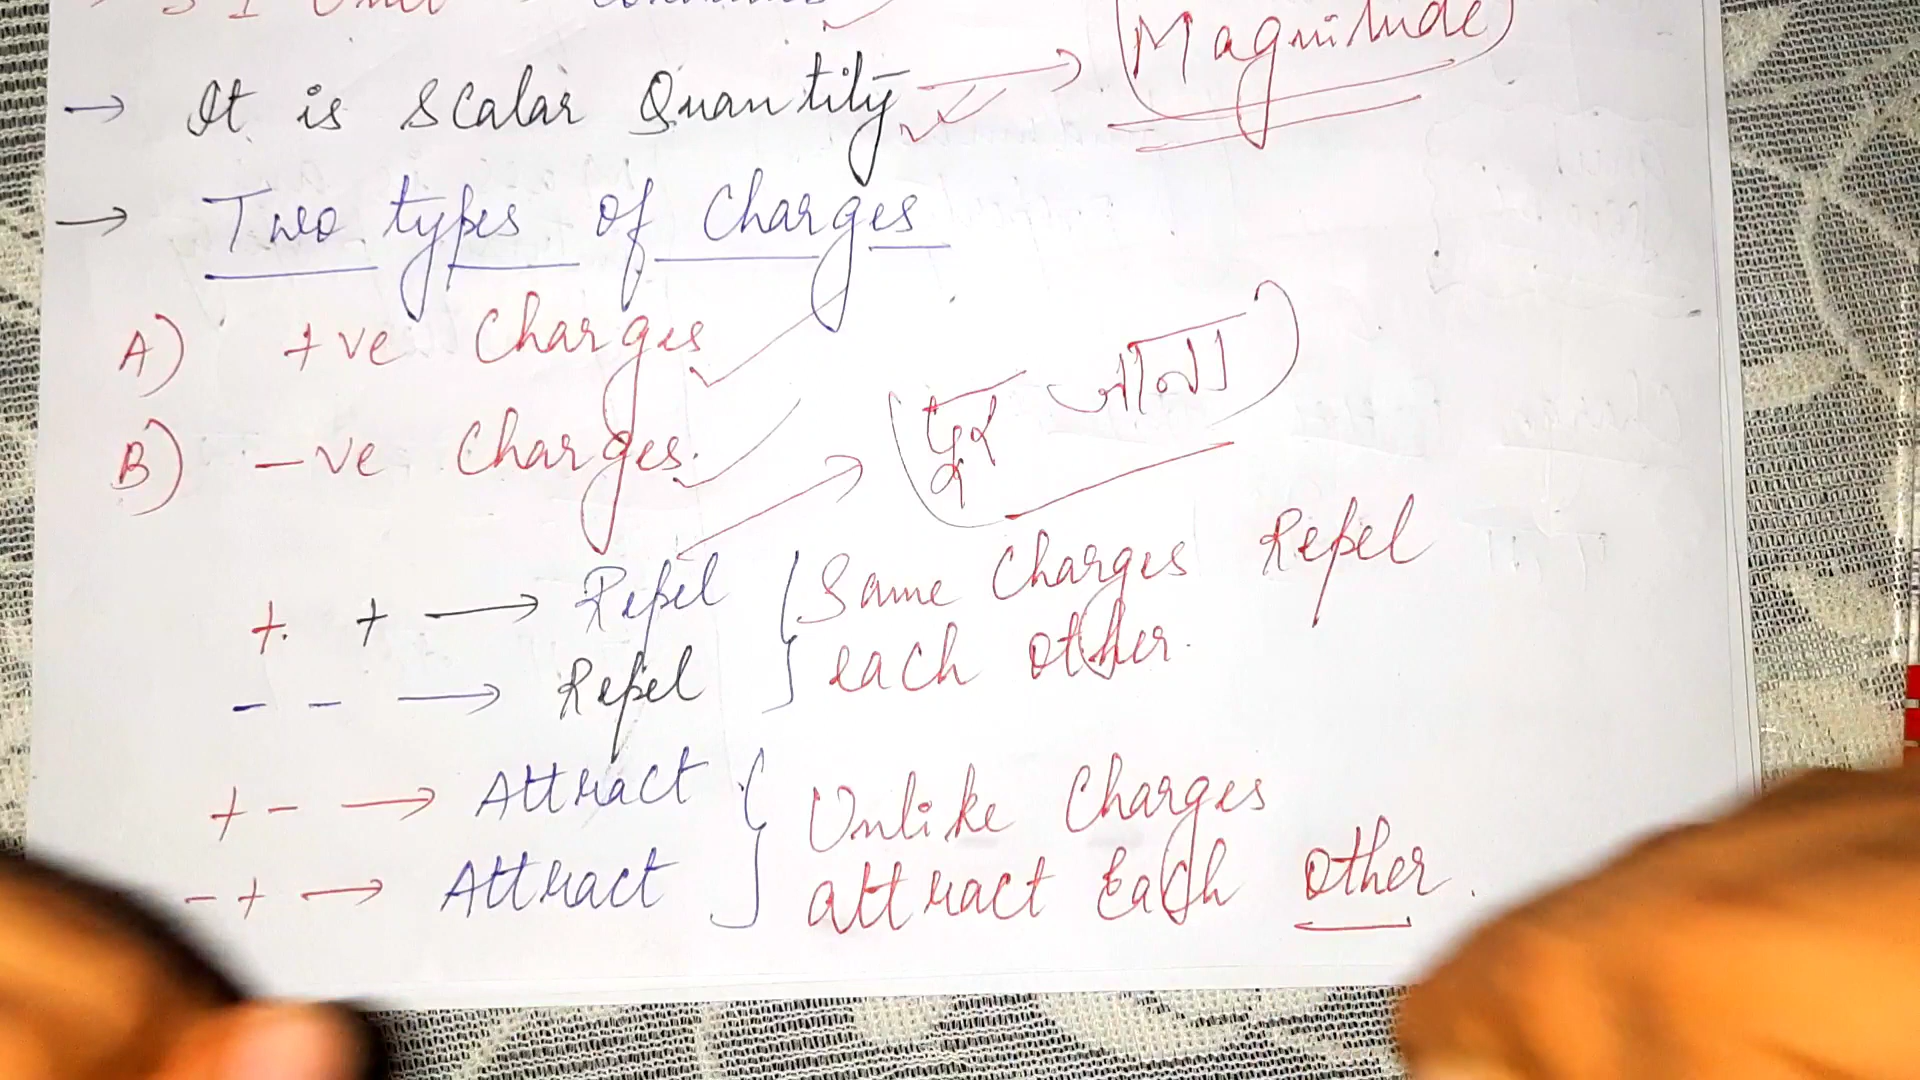 S I Unit
→ It is Scalar Quantity → Magnitude
→ Two types of Charges
A) +ve Charges
B) -ve Charges.
दूर जाना
+ + → Repel
- - → Repel
Same Charges Repel
each other.
+ - → Attract
- + → Attract
Unlike Charges
attract Each other.